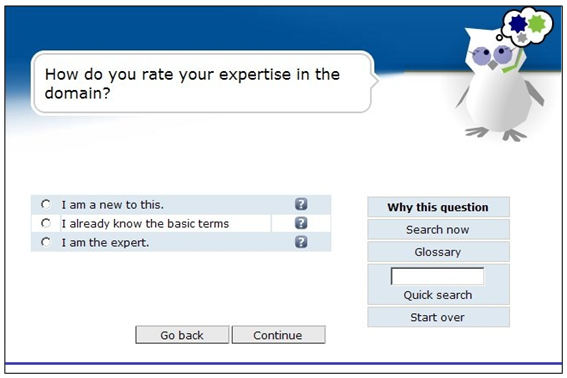 How do you rate your expertise in the
domain?
I am a new to this. ?
I already know the basic terms ?
I am the expert. ?
Why this question
Search now
Glossary
Quick search
Start over
Go back Continue